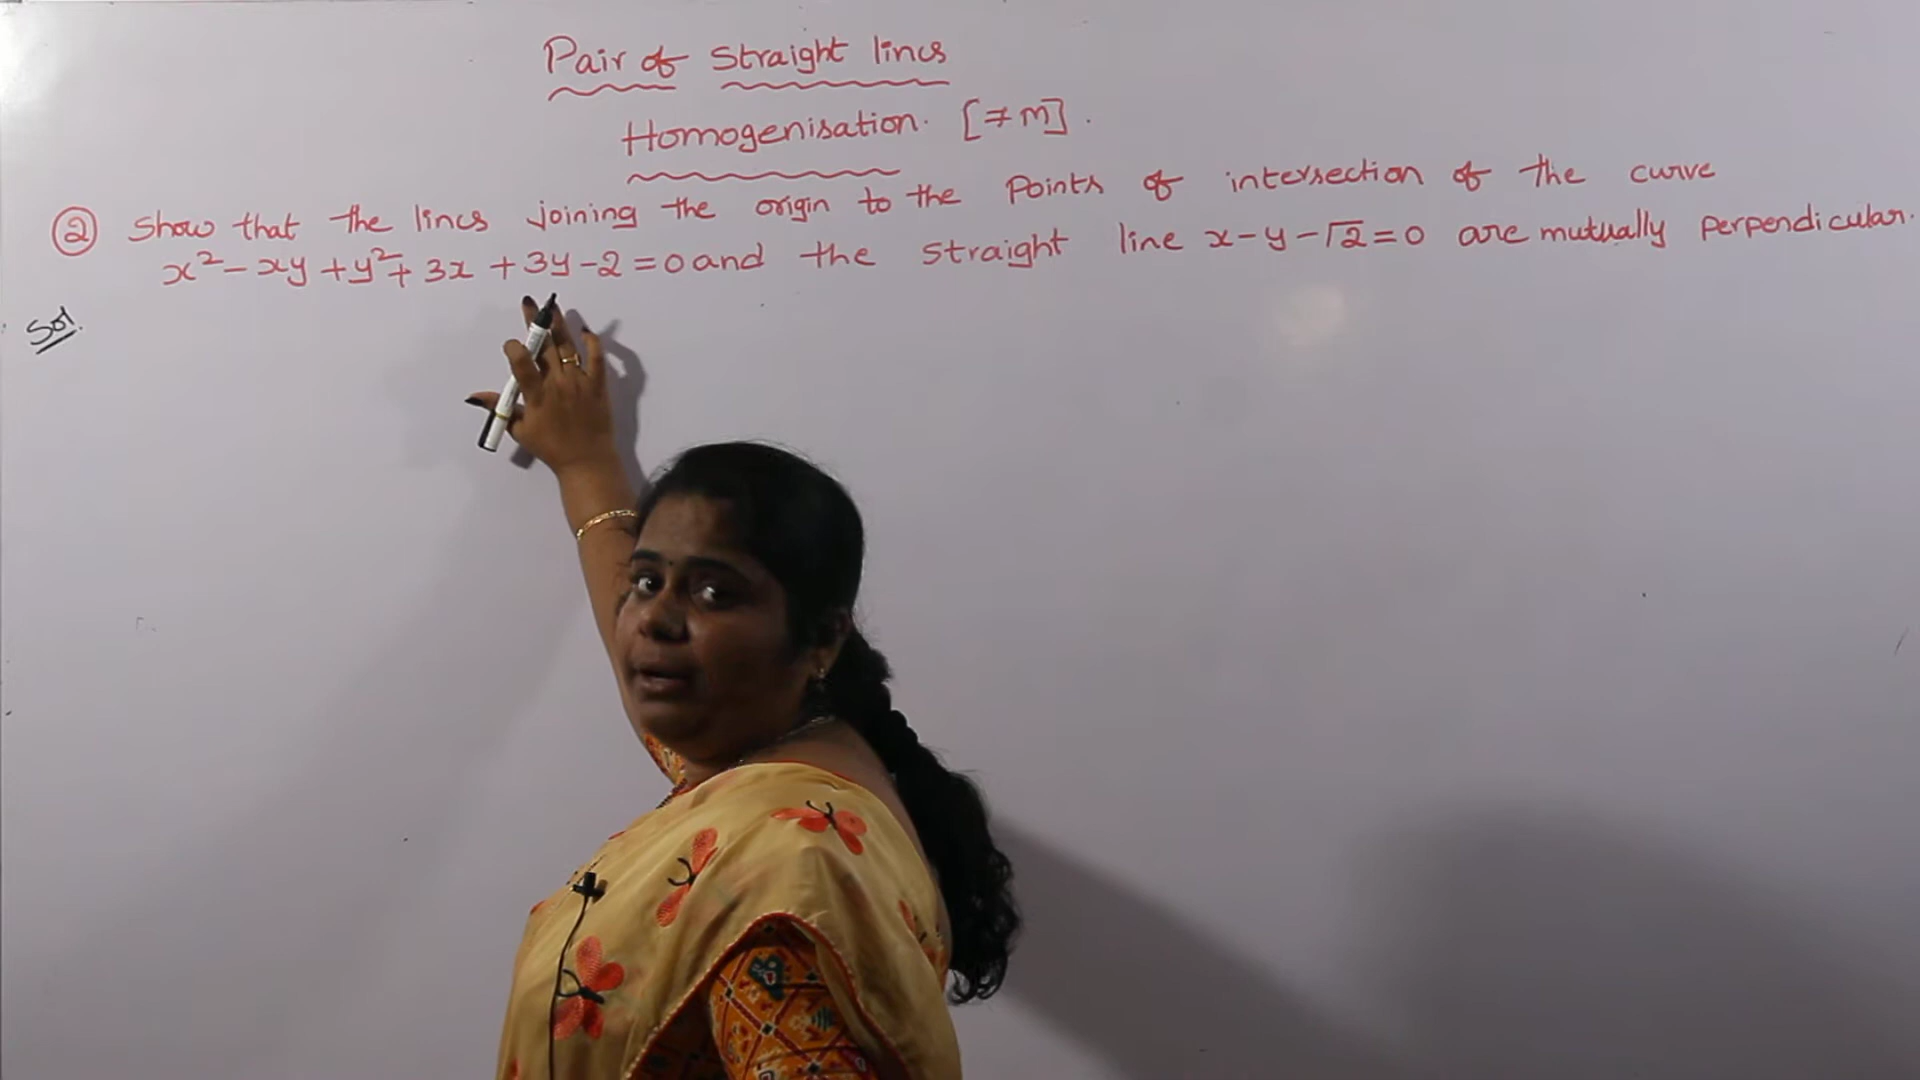 Pair of straight lines
Homogenisation. [7m].
② Show that the lines joining the origin to the points of intersection of the curve
x² - xy + y² + 3x + 3y - 2 = 0 and the straight line x - y - √2 = 0 are mutually perpendicular.
Sol.